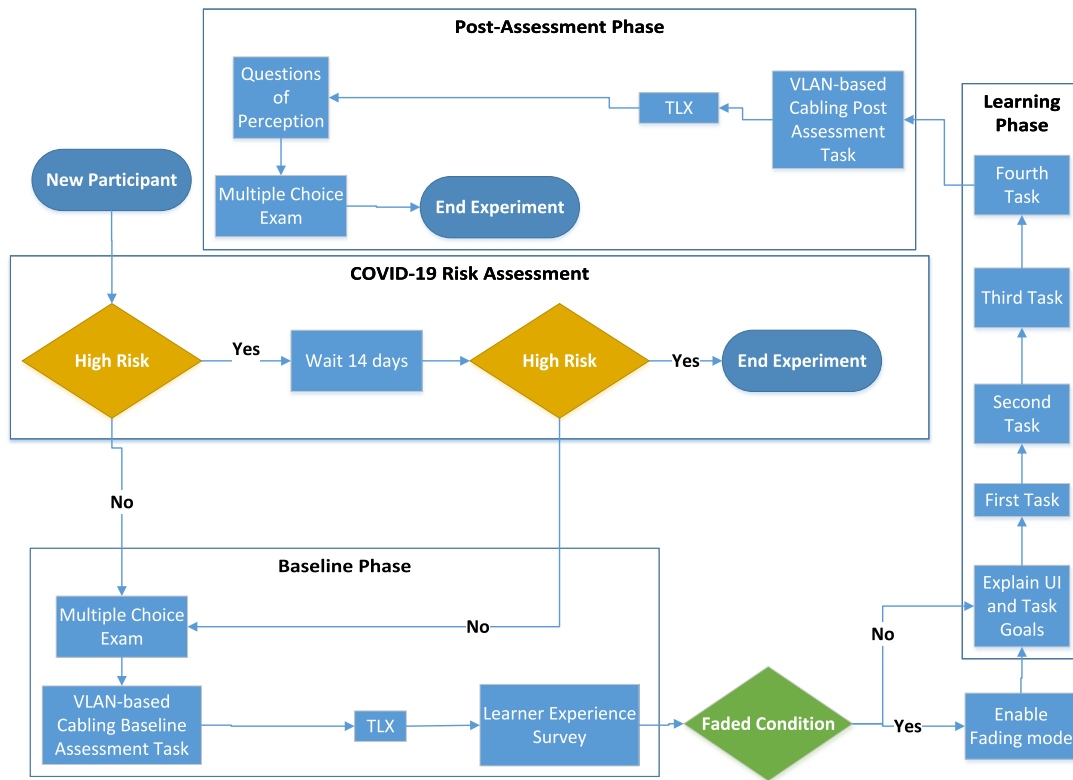 Post-Assessment Phase
Questions
of
Perception
TLX
VLAN-based
Cabling Post
Assessment
Task
Multiple Choice
Exam
End Experiment
New Participant
Learning
Phase
Fourth
Task
Third Task
Second
Task
First Task
Explain UI
and Task
Goals
COVID-19 Risk Assessment
High Risk
Yes
Wait 14 days
High Risk
Yes
End Experiment
No
No
Baseline Phase
Multiple Choice
Exam
VLAN-based
Cabling Baseline
Assessment Task
TLX
Learner Experience
Survey
Faded Condition
No
Yes
Enable
Fading mode